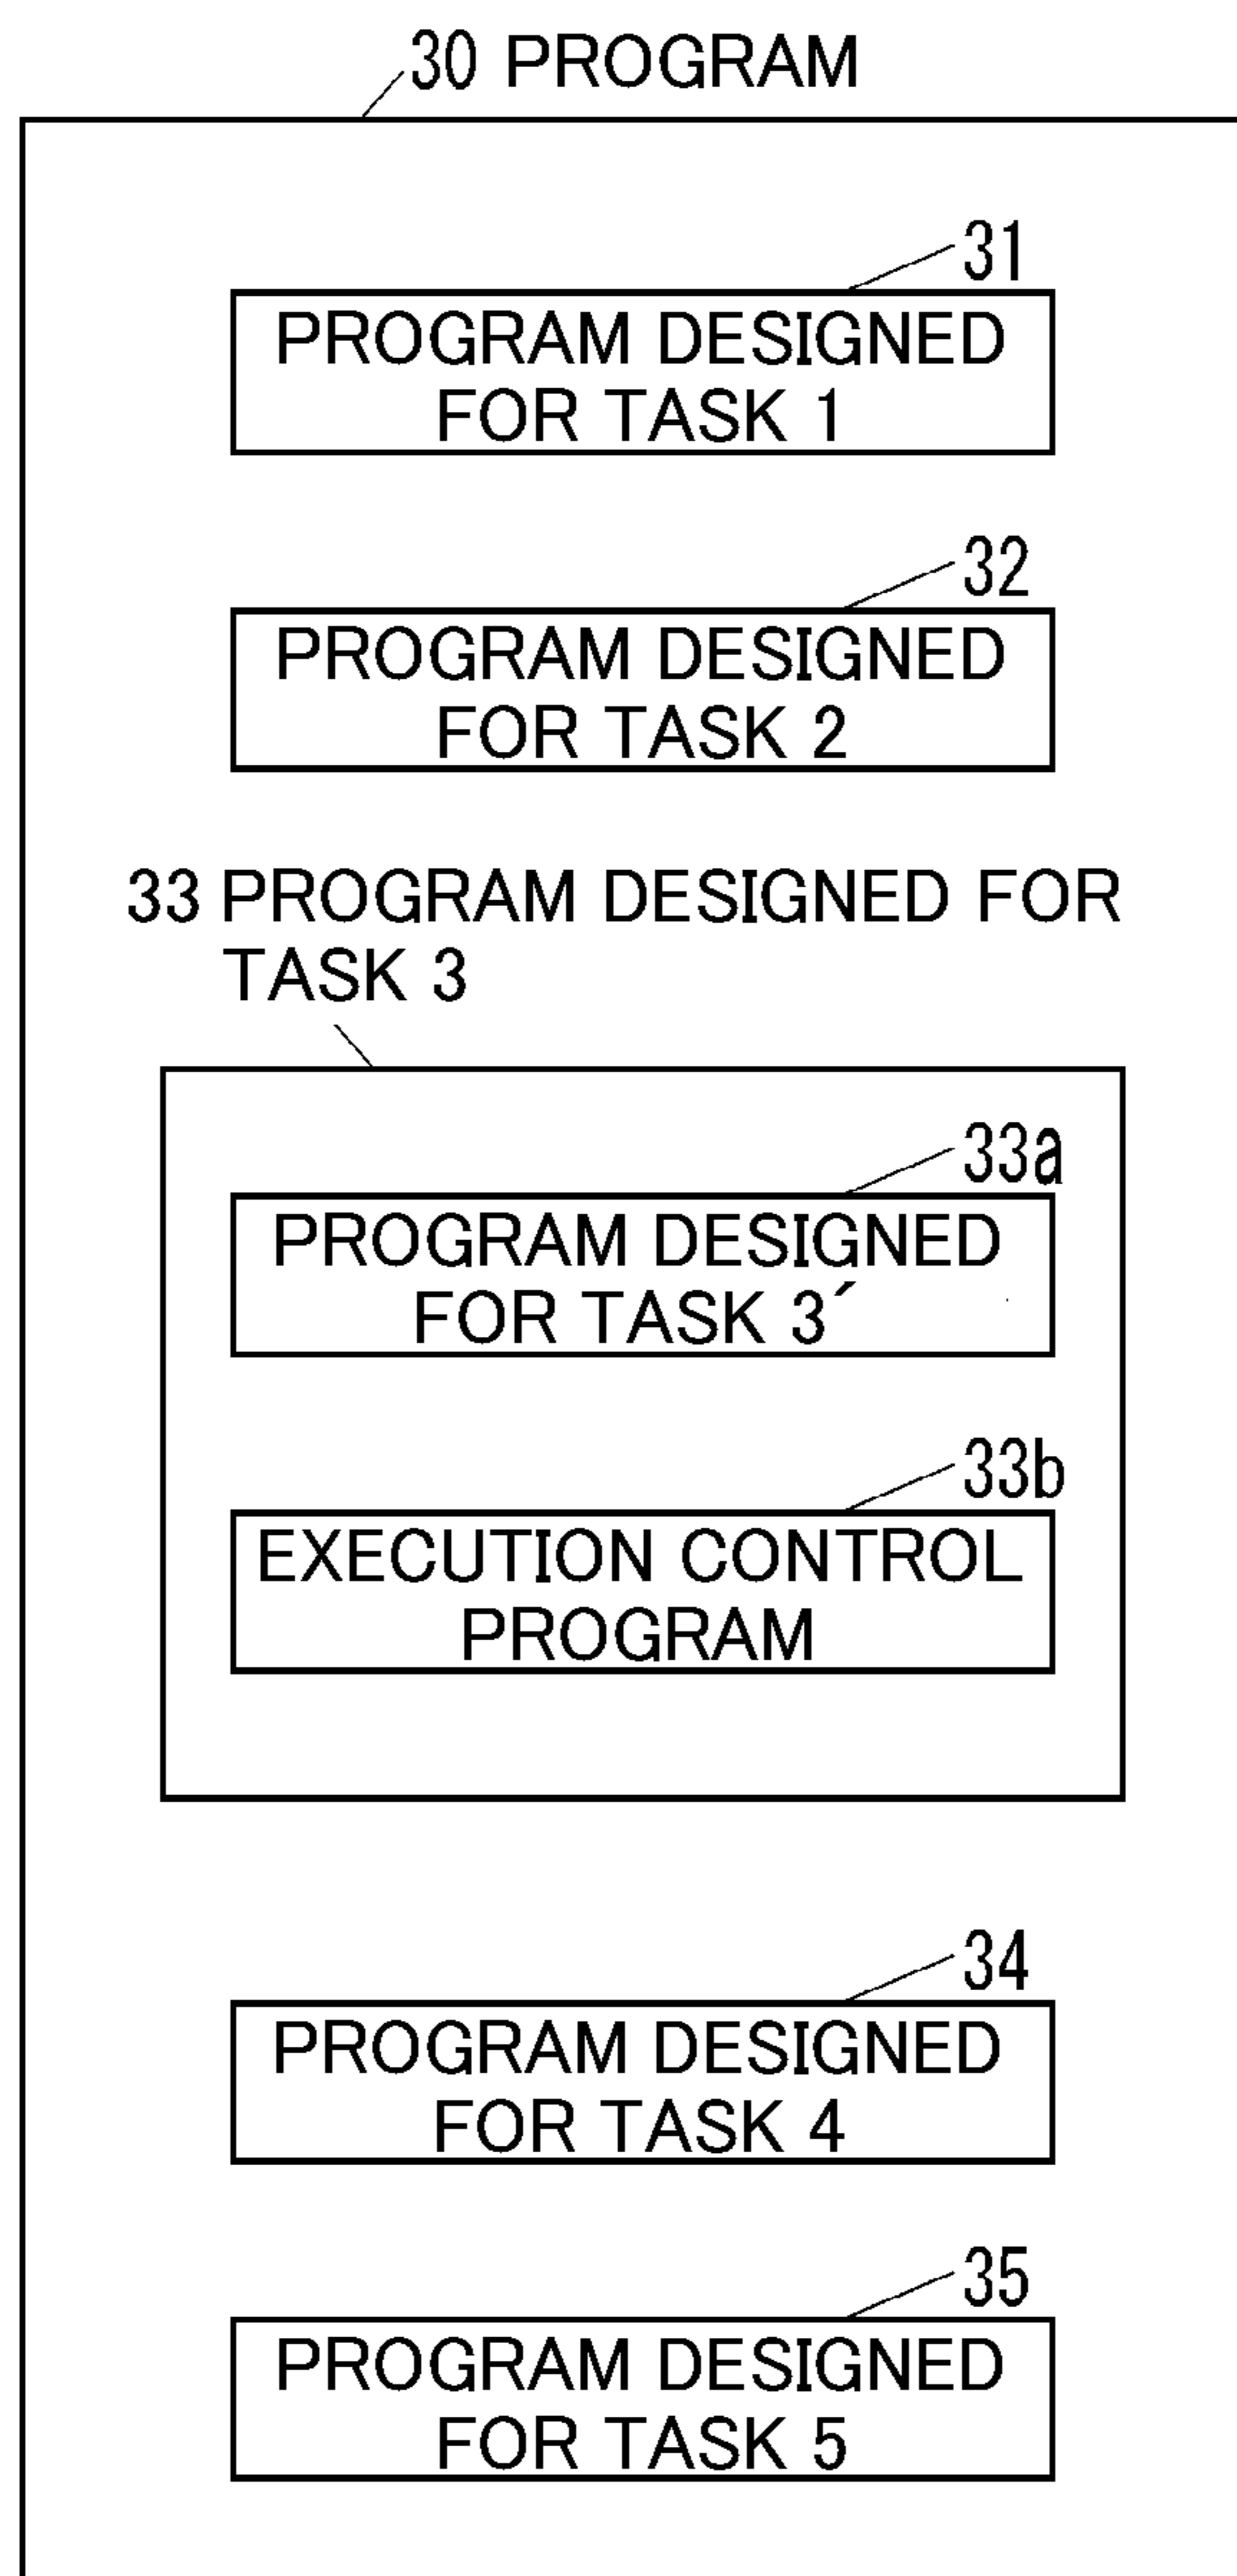 30 PROGRAM
31
PROGRAM DESIGNED
FOR TASK 1
32
PROGRAM DESIGNED
FOR TASK 2
33 PROGRAM DESIGNED FOR
TASK 3
33a
PROGRAM DESIGNED
FOR TASK 3´
33b
EXECUTION CONTROL
PROGRAM
34
PROGRAM DESIGNED
FOR TASK 4
35
PROGRAM DESIGNED
FOR TASK 5